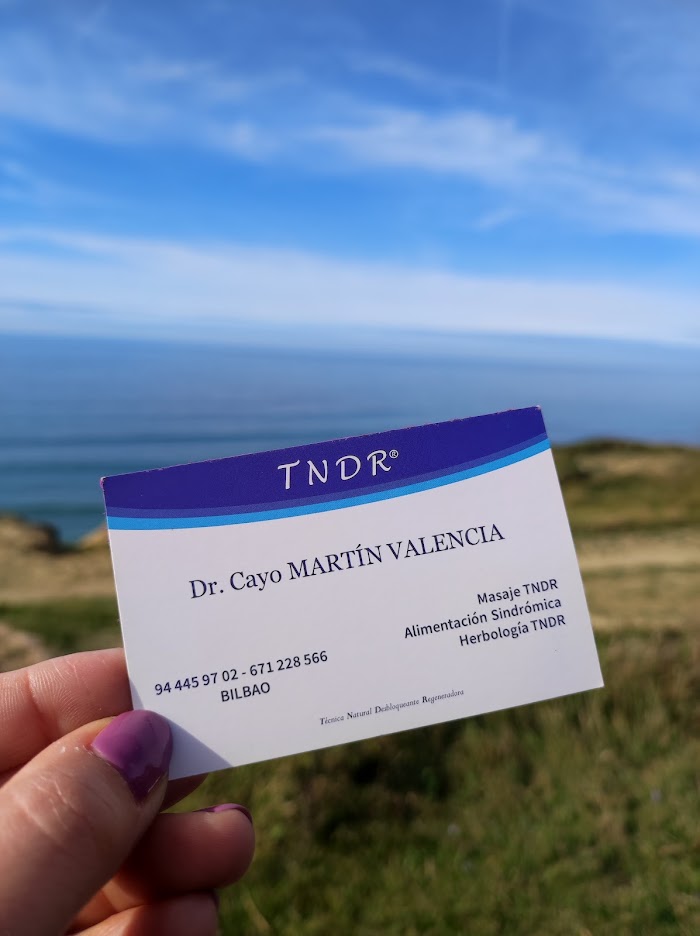 TNDR®
Dr. Cayo MARTÍN VALENCIA
Masaje TNDR
Alimentación Sindrómica
Herbología TNDR
94 445 97 02 - 671 228 566
BILBAO
Técnica Natural Desbloqueante Regeneradora